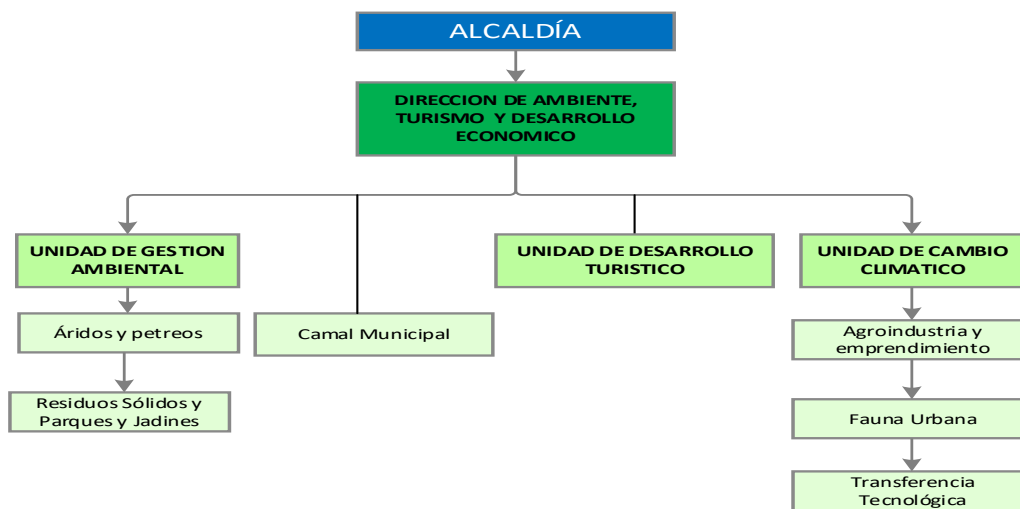 ALCALDÍA
DIRECCION DE AMBIENTE,
TURISMO Y DESARROLLO
ECONOMICO
UNIDAD DE GESTION
AMBIENTAL
UNIDAD DE DESARROLLO
TURISTICO
UNIDAD DE CAMBIO
CLIMATICO
Áridos y petreos
Camal Municipal
Agroindustria y
emprendimiento
Residuos Sólidos y
Parques y Jadines
Fauna Urbana
Transferencia
Tecnológica